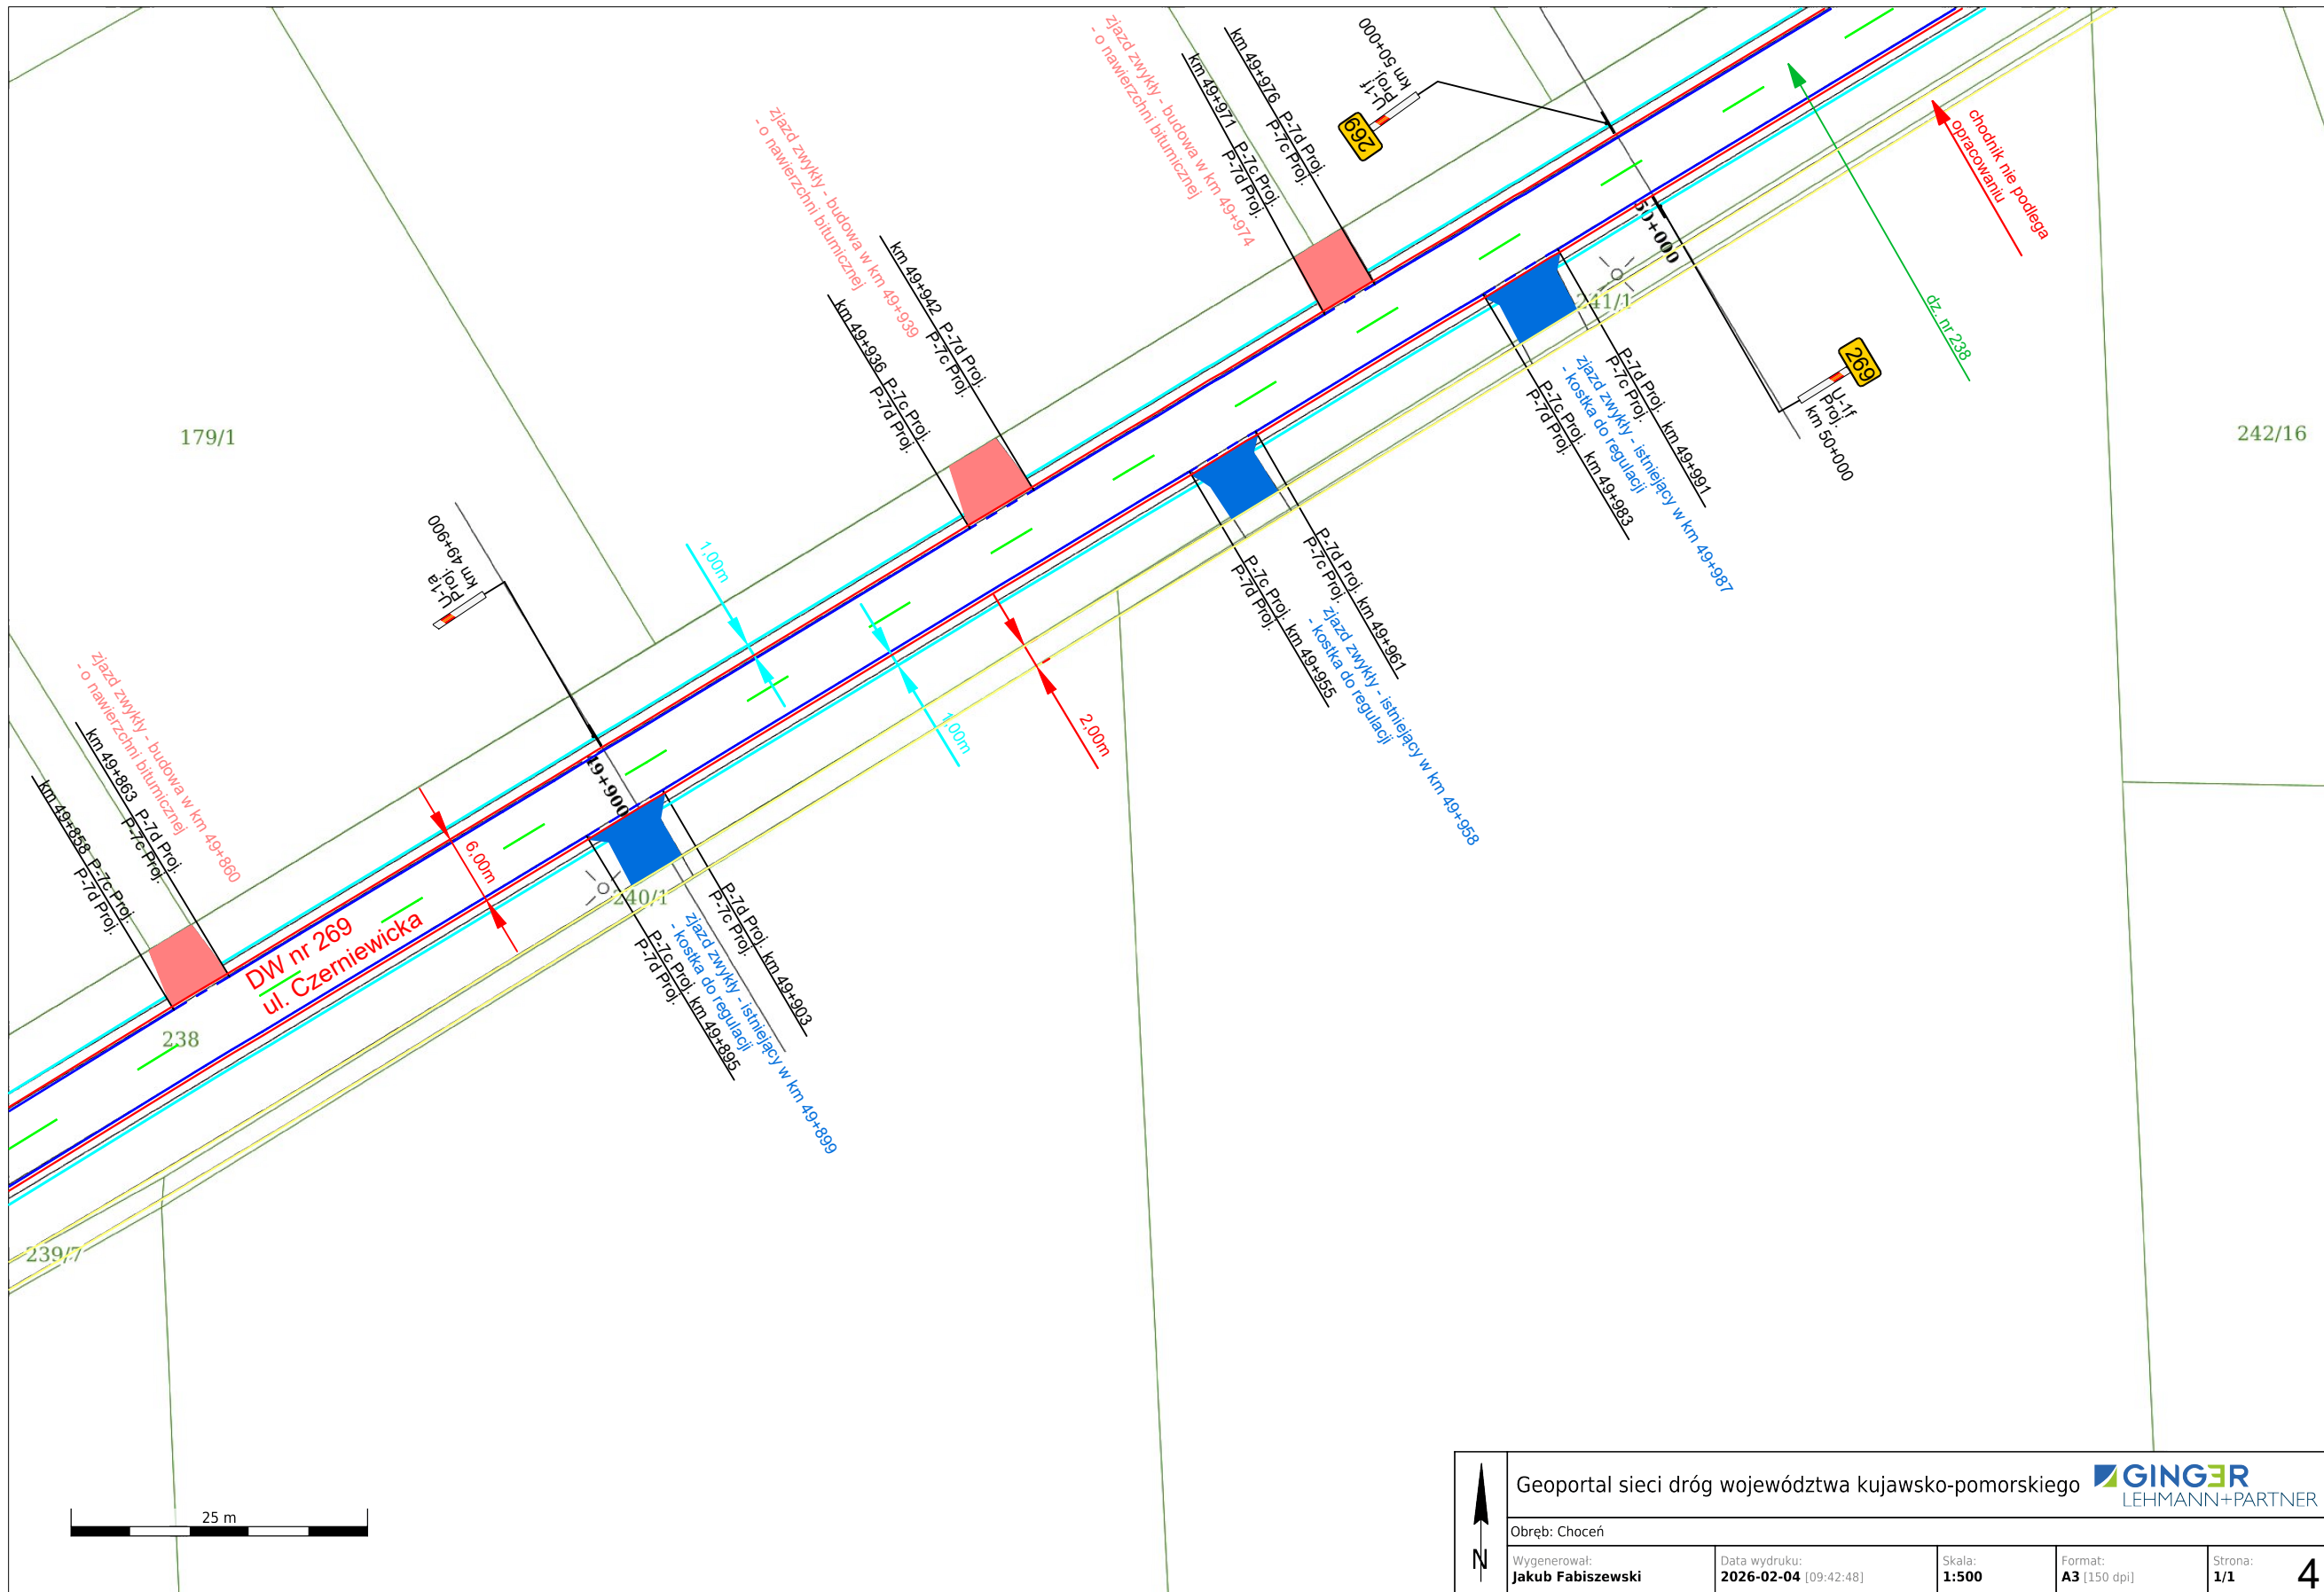 zjazd zwykły - budowa w km 49+974
- o nawierzchni bitumicznej
km 49+976 P-7d Proj.
P-7c Proj.
km 49+971 P-7c Proj.
P-7d Proj.
269
U-1f
Proj.
km 50+000
chodnik nie podlega
opracowaniu
zjazd zwykły - budowa w km 49+939
- o nawierzchni bitumicznej
km 49+942 P-7d Proj.
P-7c Proj.
km 49+936 P-7c Proj.
P-7d Proj.
50+000
241/1
dz. nr 238
269
U-1f
Proj.
km 50+000
179/1
242/16
P-7d Proj. km 49+991
P-7c Proj.
zjazd zwykły - istniejący w km 49+987
- kostka do regulacji
P-7c Proj. km 49+983
P-7d Proj.
U-1a
Proj.
km 49+900
1,00m
1,00m
2,00m
P-7d Proj. km 49+961
P-7c Proj.
zjazd zwykły - istniejący w km 49+958
- kostka do regulacji
P-7c Proj. km 49+955
P-7d Proj.
zjazd zwykły - budowa w km 49+860
- o nawierzchni bitumicznej
km 49+863 P-7d Proj.
P-7c Proj.
km 49+858 P-7c Proj.
P-7d Proj.
49+900
6,00m
240/1
DW nr 269
ul. Czerniewicka
P-7d Proj. km 49+903
P-7c Proj.
zjazd zwykły - istniejący w km 49+899
- kostka do regulacji
P-7c Proj. km 49+895
P-7d Proj.
238
239/7
25 m
N
Geoportal sieci dróg województwa kujawsko-pomorskiego
GINGER
LEHMANN+PARTNER
Obręb: Choceń
Wygenerował:
Jakub Fabiszewski
Data wydruku:
2026-02-04 [09:42:48]
Skala:
1:500
Format:
A3 [150 dpi]
Strona:
1/1
4